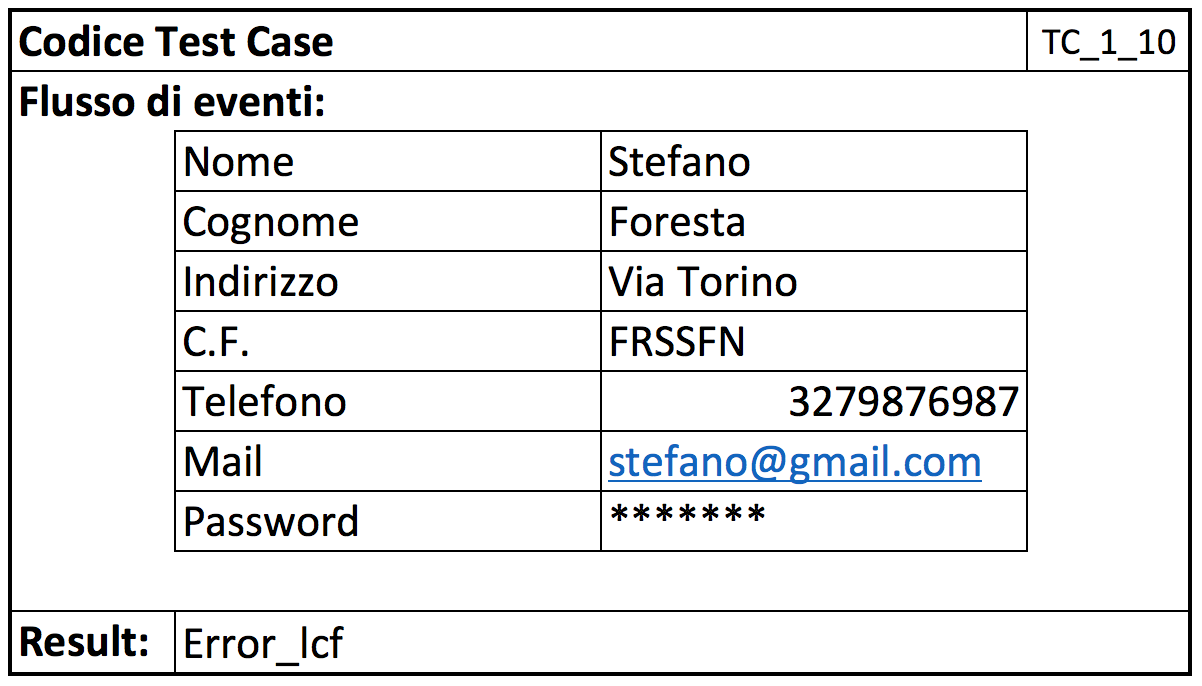 Codice Test Case TC_1_10
Flusso di eventi:
Nome Stefano
Cognome Foresta
Indirizzo Via Torino
C.F. FRSSFN
Telefono 3279876987
Mail stefano@gmail.com
Password *******
Result: Error_lcf